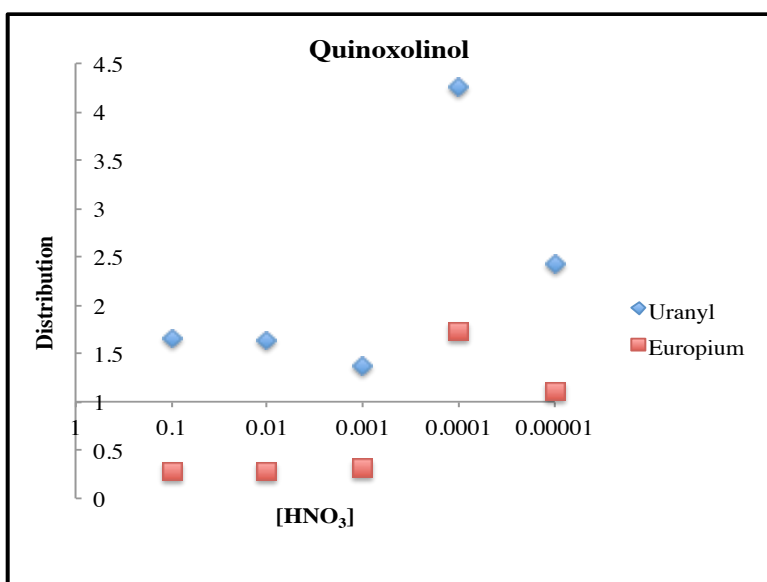 Quinoxolinol
4.5
4
3.5
3
2.5
2
1.5
1
0.5
0
Distribution
1 0.1 0.01 0.001 0.0001 0.00001
[HNO₃]
Uranyl
Europium